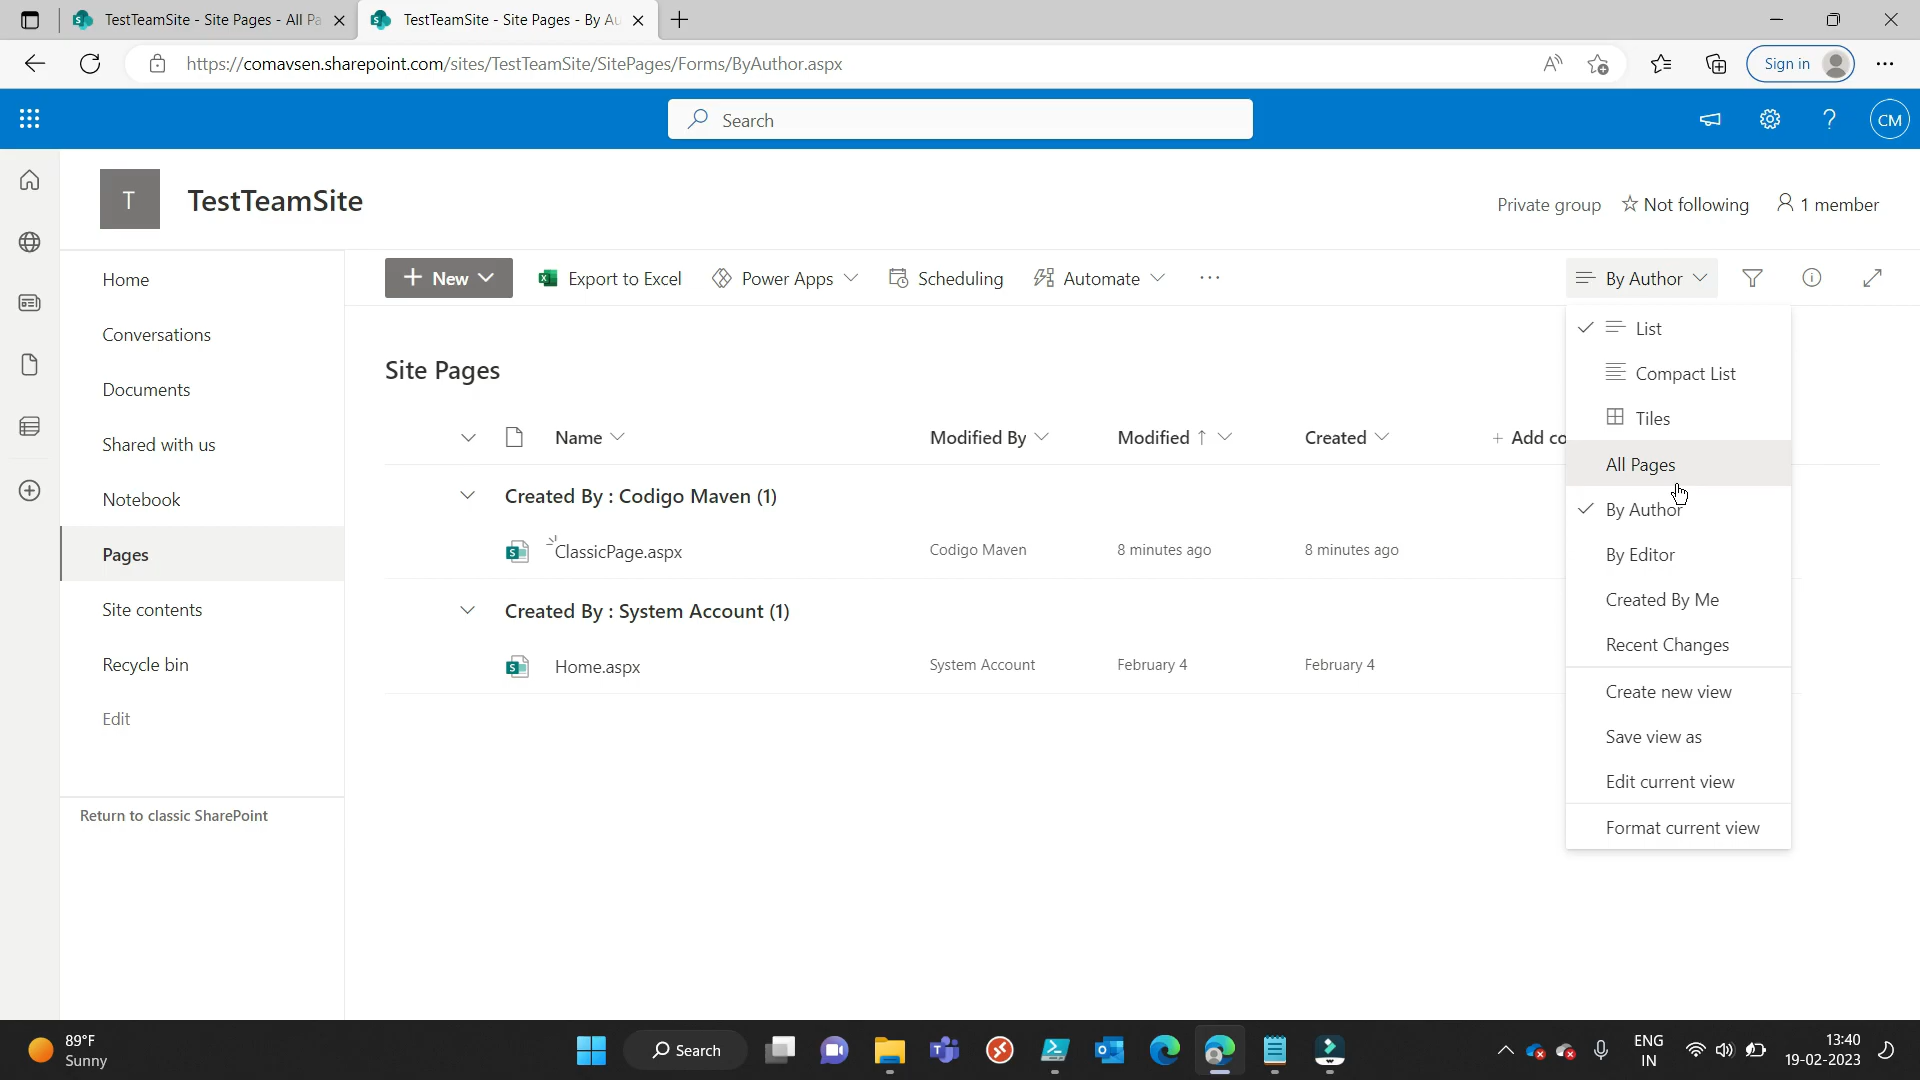 TestTeamSite - Site Pages - All Pa
TestTeamSite - Site Pages - By Au
https://comavsen.sharepoint.com/sites/TestTeamSite/SitePages/Forms/ByAuthor.aspx
Sign in
Search
CM
T
TestTeamSite
Private group
Not following
1 member
Home
Conversations
Documents
Shared with us
Notebook
Pages
Site contents
Recycle bin
Edit
Return to classic SharePoint
New
Export to Excel
Power Apps
Scheduling
Automate
By Author
Site Pages
Name
Modified By
Modified
Created
+ Add co
Created By : Codigo Maven (1)
ClassicPage.aspx
Codigo Maven
8 minutes ago
8 minutes ago
Created By : System Account (1)
Home.aspx
System Account
February 4
February 4
List
Compact List
Tiles
All Pages
By Author
By Editor
Created By Me
Recent Changes
Create new view
Save view as
Edit current view
Format current view
89°F
Sunny
Search
ENG
IN
13:40
19-02-2023